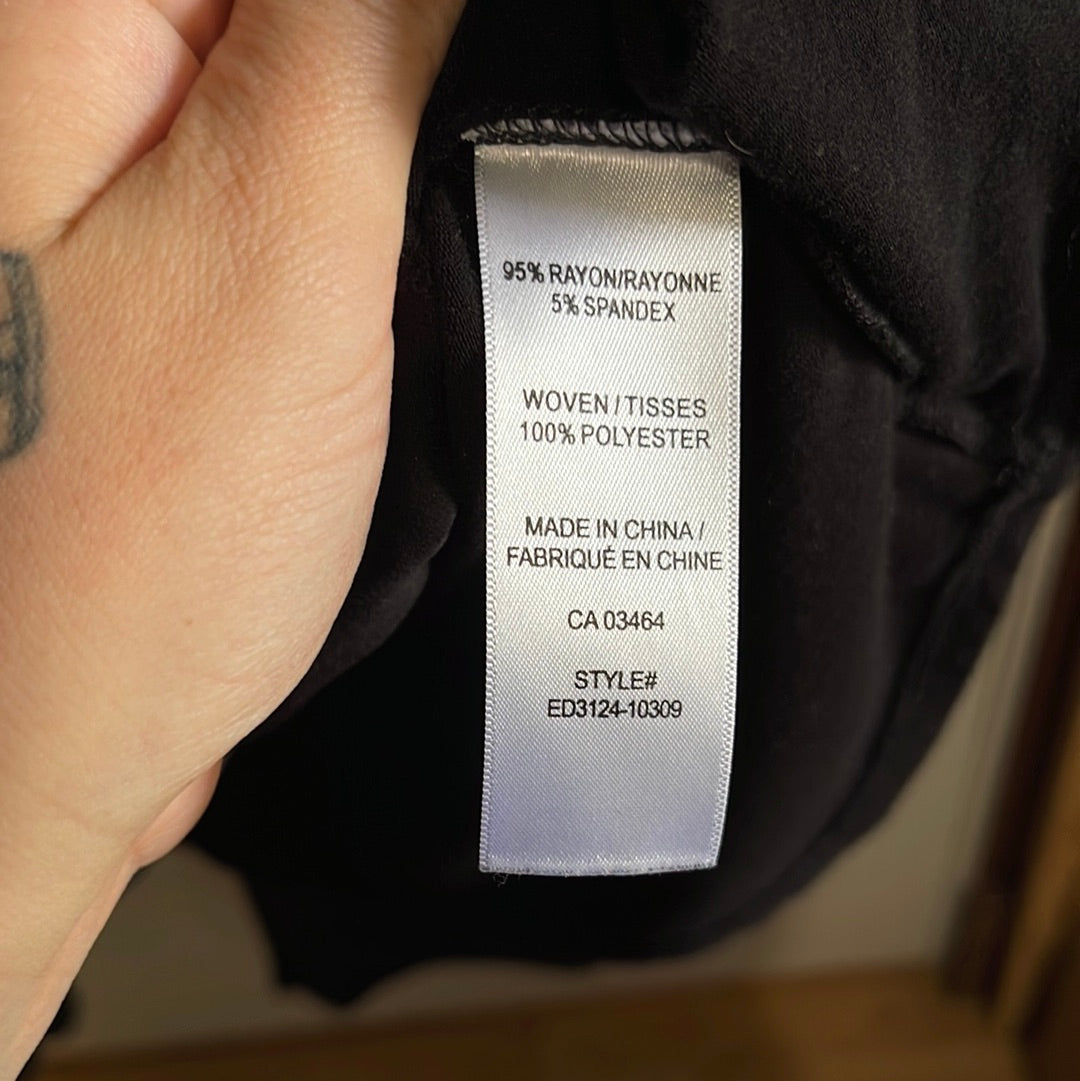 95% RAYON/RAYONNE
5% SPANDEX
WOVEN / TISSES
100% POLYESTER
MADE IN CHINA /
FABRIQUÉ EN CHINE
CA 03464
STYLE#
ED3124-10309